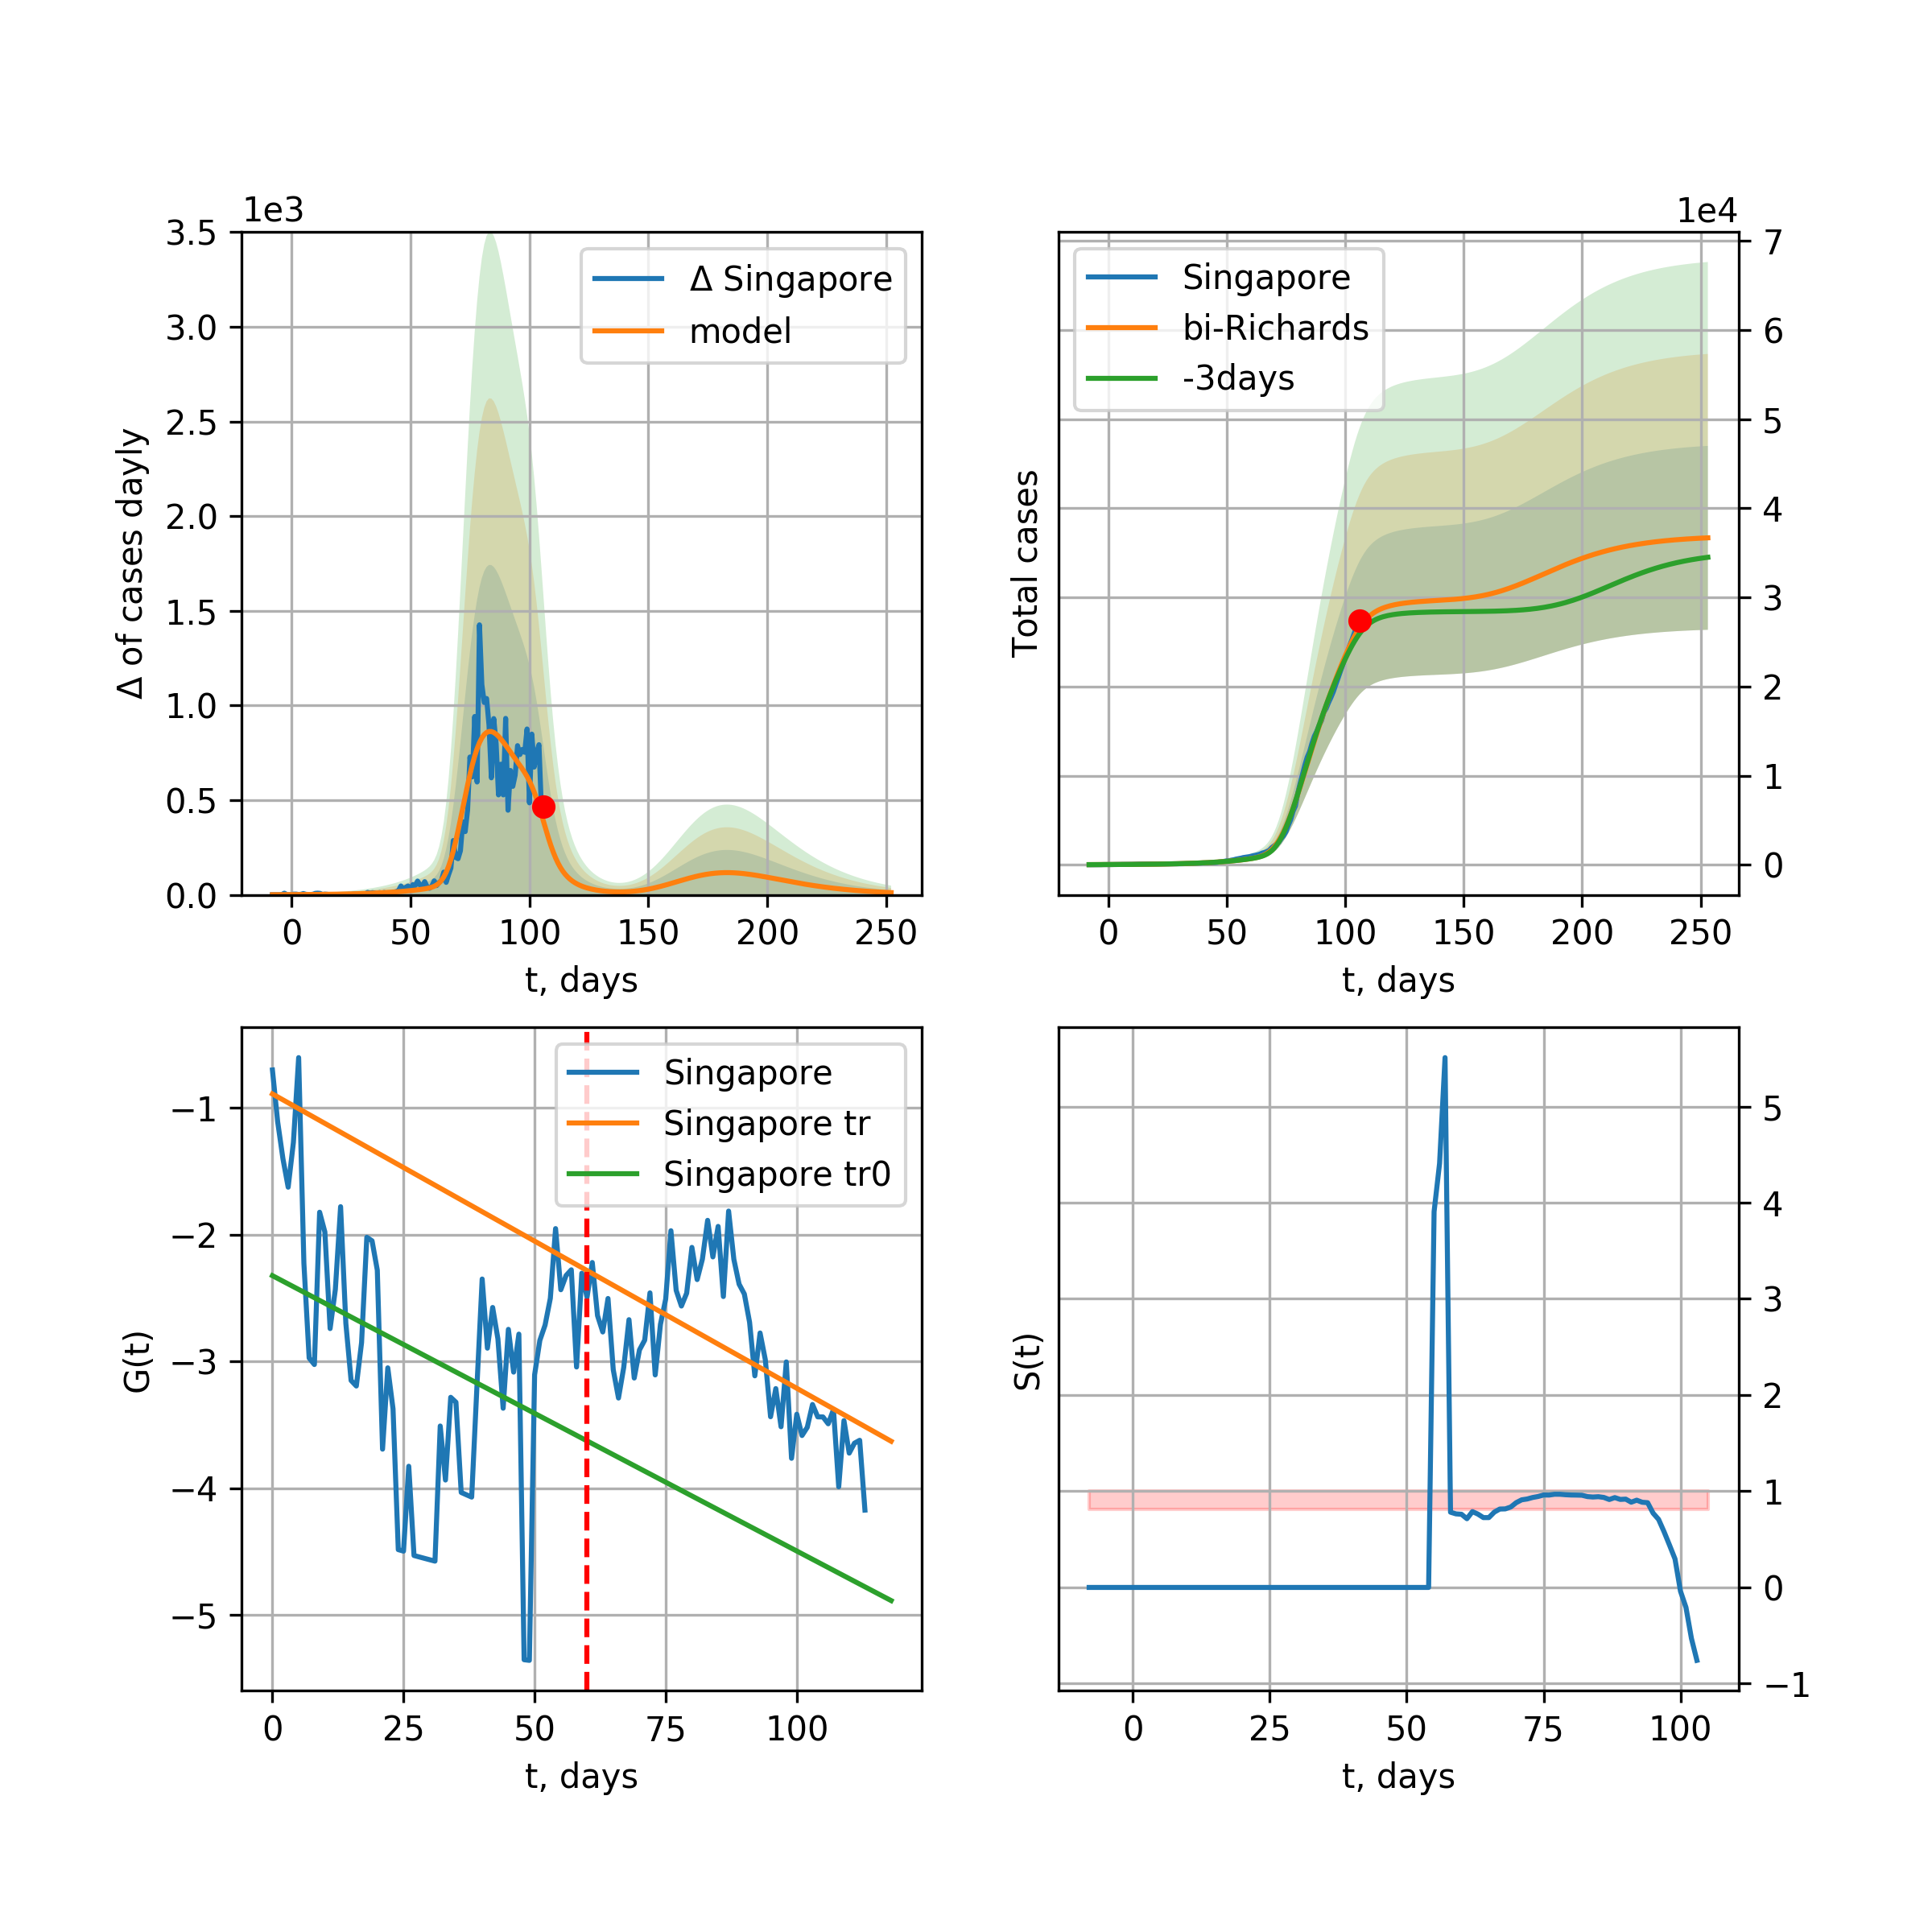 1e3
3.5
3.0
2.5
2.0
1.5
1.0
0.5
0.0
Δ of cases dayly
Δ Singapore
model
0 50 100 150 200 250
t, days
1e4
7
6
5
4
3
2
1
0
Total cases
Singapore
bi-Richards
-3days
0 50 100 150 200 250
t, days
−1
−2
−3
−4
−5
G(t)
Singapore
Singapore tr
Singapore tr0
0 25 50 75 100
t, days
S(t)
5
4
3
2
1
0
−1
0 25 50 75 100
t, days